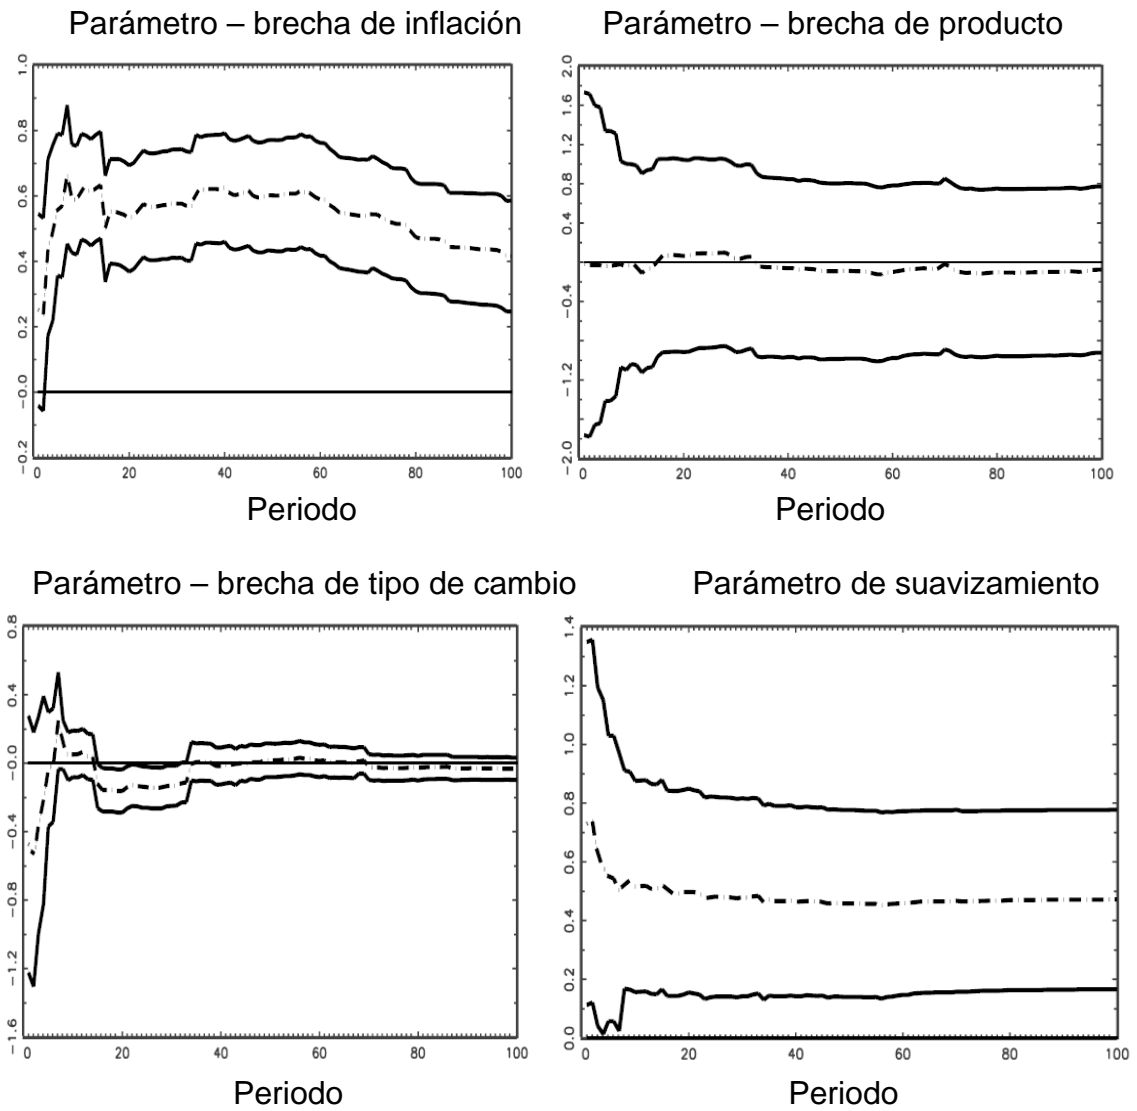 Parámetro – brecha de inflación
Parámetro – brecha de producto
1.0
0.8
0.6
0.4
0.2
−0.0
−0.2
0 20 40 60 80 100
Periodo
2.0
1.6
1.2
0.8
0.4
−0.4
−1.2
−2.0
0 20 40 60 80 100
Periodo
Parámetro – brecha de tipo de cambio
Parámetro de suavizamiento
0.8
0.4
−0.0
−0.4
−0.8
−1.2
−1.6
0 20 40 60 80 100
Periodo
1.4
1.2
1.0
0.8
0.6
0.4
0.2
0.0
0 20 40 60 80 100
Periodo